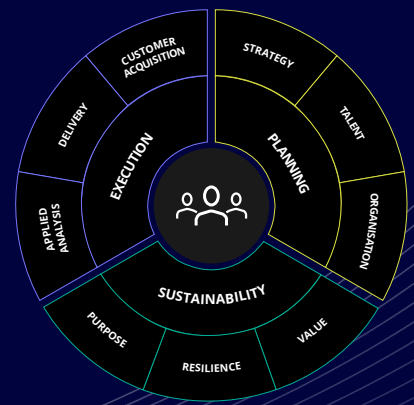 CUSTOMER
ACQUISITION
STRATEGY
DELIVERY
TALENT
EXECUTION
PLANNING
APPLIED
ANALYSIS
ORGANISATION
SUSTAINABILITY
PURPOSE
VALUE
RESILIENCE